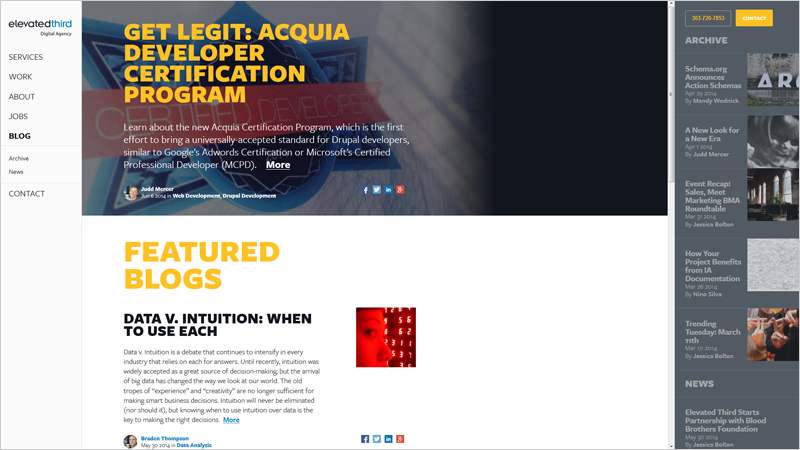 elevatedthird
Digital Agency
SERVICES
WORK
ABOUT
JOBS
BLOG
Archive
News
CONTACT
GET LEGIT: ACQUIA
DEVELOPER
CERTIFICATION
PROGRAM
CERTIFIED DEVELOPER
Learn about the new Acquia Certification Program, which is the first
effort to bring a universally-accepted standard for Drupal developers,
similar to Google's Adwords Certification or Microsoft's Certified
Professional Developer (MCPD). More
Judd Mercer
Jun 6 2014 in Web Development, Drupal Development
FEATURED
BLOGS
DATA V. INTUITION: WHEN
TO USE EACH
Data v. Intuition is a debate that continues to intensify in every
industry that relies on each for answers. Until recently, intuition was
widely accepted as a great source of decision-making, but the arrival
of big data has changed the way we look at our world. The old
tropes of “experience” and “creativity” are no longer sufficient for
making smart business decisions. Intuition will never be eliminated
(nor should it), but knowing when to use intuition over data is the
key to making the right decisions. More
Braden Thompson
May 30 2014 in Data Analysis
303-720-7853
CONTACT
ARCHIVE
Schema.org
Announces
Action Schemas
Apr 29 2014
By Mandy Wodnick
A New Look for
a New Era
Apr 1 2014
By Judd Mercer
Event Recap:
Sales, Meet
Marketing BMA
Roundtable
Mar 31 2014
By Jessica Bolton
How Your
Project Benefits
from IA
Documentation
Mar 26 2014
By Nino Silva
Trending
Tuesday: March
11th
Mar 10 2014
By Jessica Bolton
NEWS
Elevated Third Starts
Partnership with Blood
Brothers Foundation
May 30 2014
By Jessica Bolton